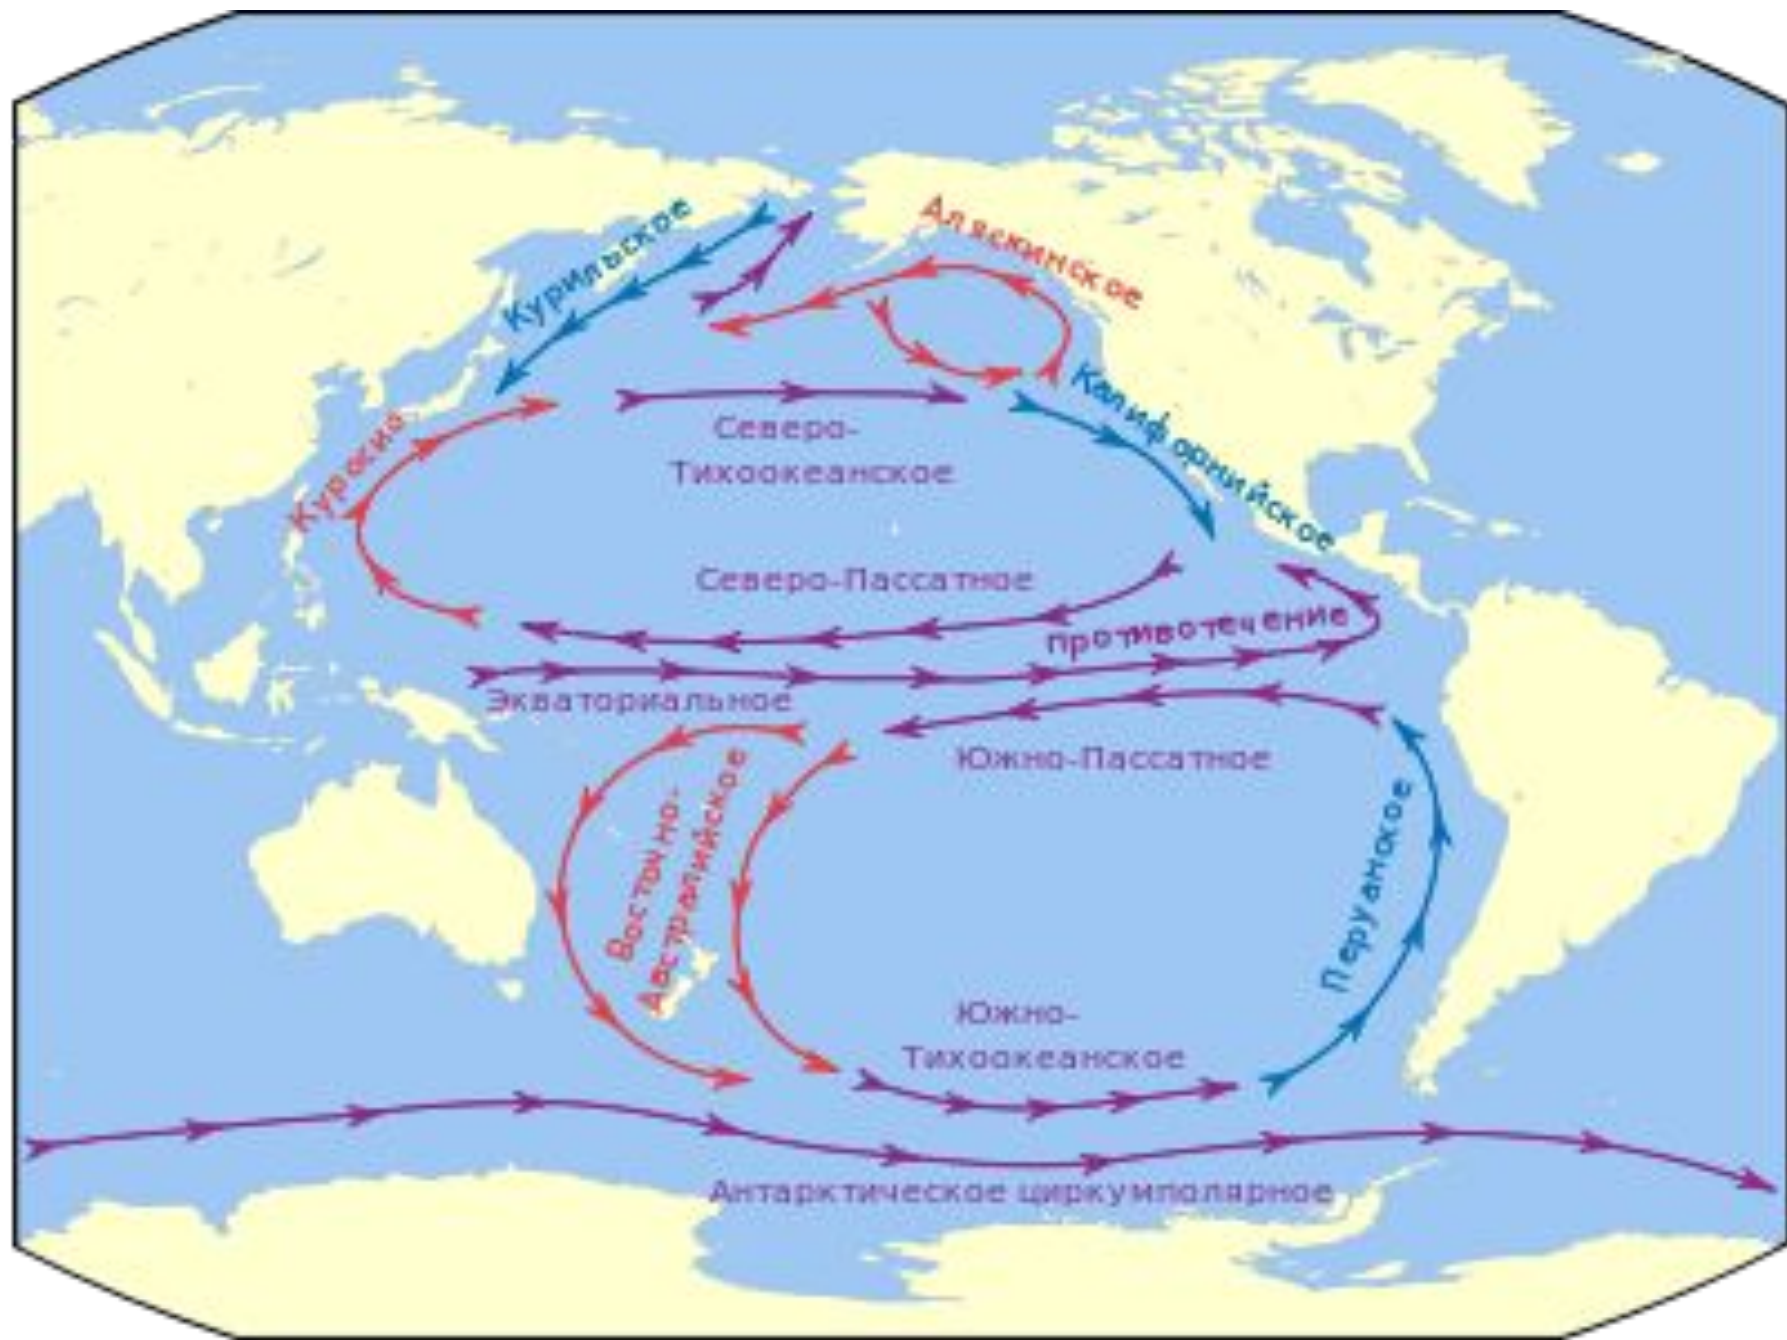 Курильское
Аляскинское
Куросио
Северо-
Тихоокеанское
Калифорнийское
Северо-Пассатное
противотечение
Экваториальное
Южно-Пассатное
Восточно-
Австралийское
Перуанское
Южно-
Тихоокеанское
Антарктическое циркумполярное